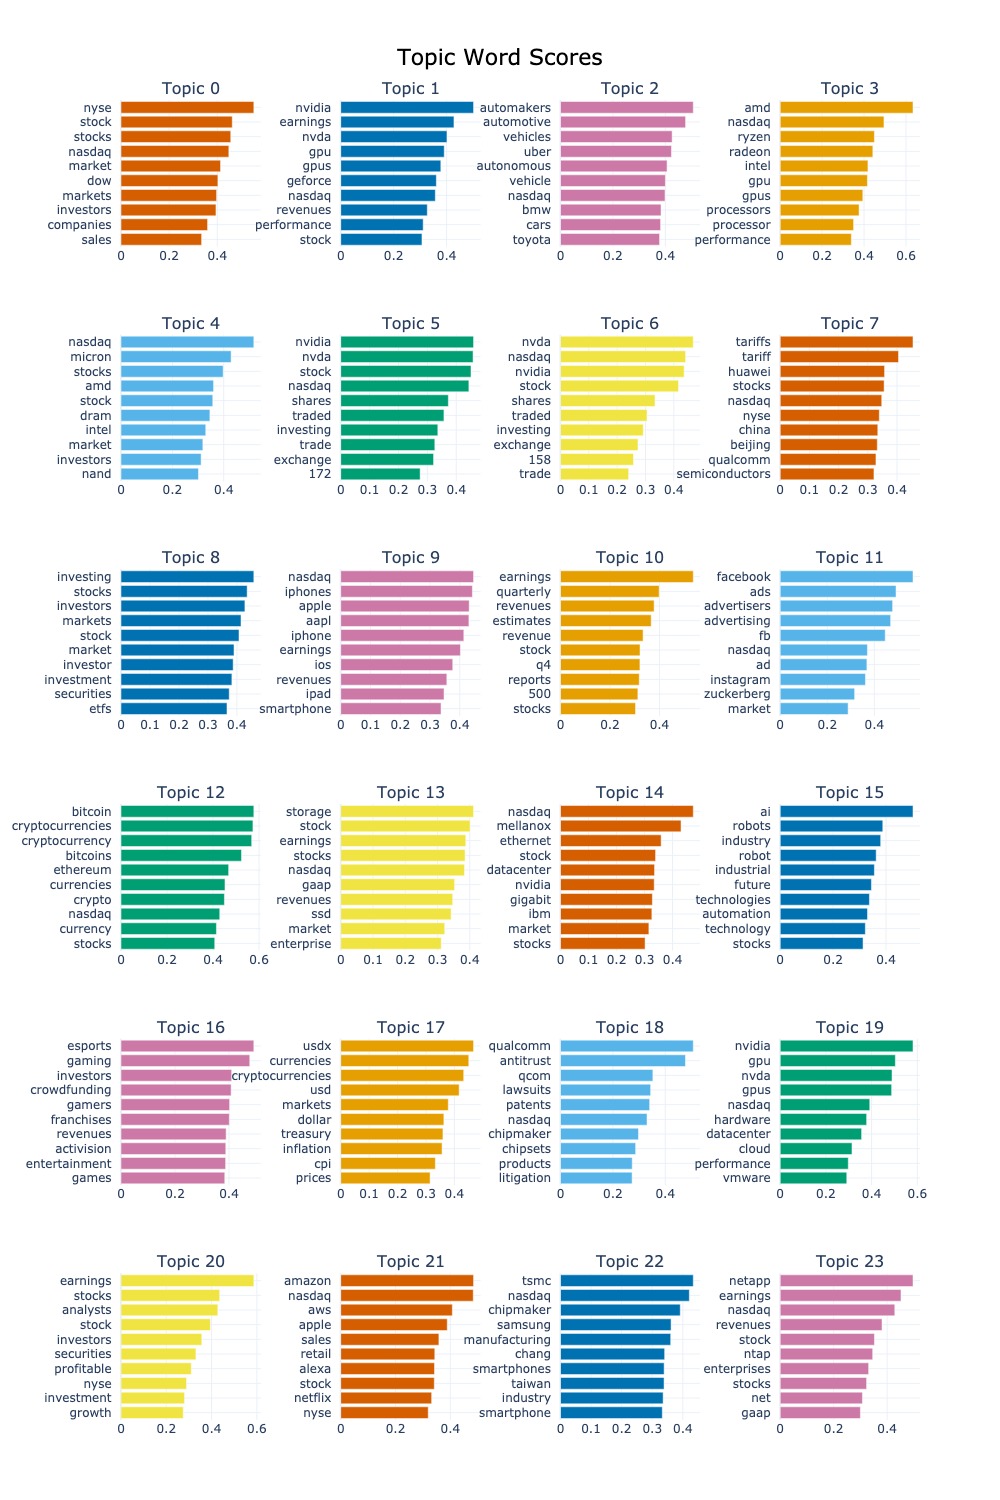 Topic Word Scores
Topic 0
nyse
stock
stocks
nasdaq
market
dow
markets
investors
companies
sales
0 0.2 0.4
Topic 1
nvidia
earnings
nvda
gpu
gpus
geforce
nasdaq
revenues
performance
stock
0 0.2 0.4
Topic 2
automakers
automotive
vehicles
uber
autonomous
vehicle
nasdaq
bmw
cars
toyota
0 0.2 0.4
Topic 3
amd
nasdaq
ryzen
radeon
intel
gpu
gpus
processors
processor
performance
0 0.2 0.4 0.6
Topic 4
nasdaq
micron
stocks
amd
stock
dram
intel
market
investors
nand
0 0.2 0.4
Topic 5
nvidia
nvda
stock
nasdaq
shares
traded
investing
trade
exchange
172
0 0.1 0.2 0.3 0.4
Topic 6
nvda
nasdaq
nvidia
stock
shares
traded
investing
exchange
158
trade
0 0.1 0.2 0.3 0.4
Topic 7
tariffs
tariff
huawei
stocks
nasdaq
nyse
china
beijing
qualcomm
semiconductors
0 0.1 0.2 0.3 0.4
Topic 8
investing
stocks
investors
markets
stock
market
investor
investment
securities
etfs
0 0.1 0.2 0.3 0.4
Topic 9
nasdaq
iphones
apple
aapl
iphone
earnings
ios
revenues
ipad
smartphone
0 0.1 0.2 0.3 0.4
Topic 10
earnings
quarterly
revenues
estimates
revenue
stock
q4
reports
500
stocks
0 0.2 0.4
Topic 11
facebook
ads
advertisers
advertising
fb
nasdaq
ad
instagram
zuckerberg
market
0 0.2 0.4
Topic 12
bitcoin
cryptocurrencies
cryptocurrency
bitcoins
ethereum
currencies
crypto
nasdaq
currency
stocks
0 0.2 0.4 0.6
Topic 13
storage
stock
earnings
stocks
nasdaq
gaap
revenues
ssd
market
enterprise
0 0.1 0.2 0.3 0.4
Topic 14
nasdaq
mellanox
ethernet
stock
datacenter
nvidia
gigabit
ibm
market
stocks
0 0.1 0.2 0.3 0.4
Topic 15
ai
robots
industry
robot
industrial
future
technologies
automation
technology
stocks
0 0.2 0.4
Topic 16
esports
gaming
investors
crowdfunding
gamers
franchises
revenues
activision
entertainment
games
0 0.2 0.4
Topic 17
usdx
currencies
cryptocurrencies
usd
markets
dollar
treasury
inflation
cpi
prices
0 0.1 0.2 0.3 0.4
Topic 18
qualcomm
antitrust
qcom
lawsuits
patents
nasdaq
chipmaker
chipsets
products
litigation
0 0.2 0.4
Topic 19
nvidia
gpu
nvda
gpus
nasdaq
hardware
datacenter
cloud
performance
vmware
0 0.2 0.4 0.6
Topic 20
earnings
stocks
analysts
stock
investors
securities
profitable
nyse
investment
growth
0 0.2 0.4 0.6
Topic 21
amazon
nasdaq
aws
apple
sales
retail
alexa
stock
netflix
nyse
0 0.2 0.4
Topic 22
tsmc
nasdaq
chipmaker
samsung
manufacturing
chang
smartphones
taiwan
industry
smartphone
0 0.1 0.2 0.3 0.4
Topic 23
netapp
earnings
nasdaq
revenues
stock
ntap
enterprises
stocks
net
gaap
0 0.2 0.4